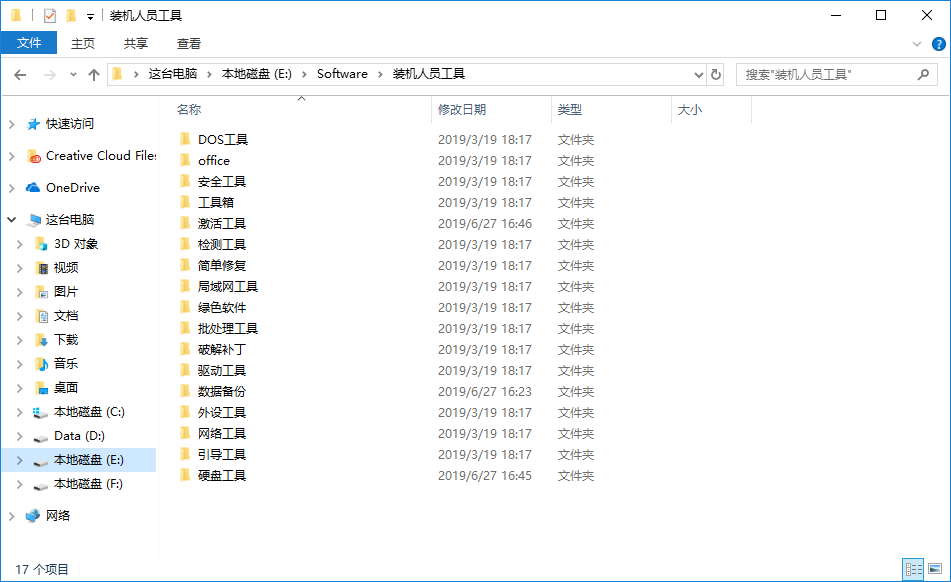 装机人员工具
文件 主页 共享 查看
这台电脑 本地磁盘 (E:) Software 装机人员工具
搜索"装机人员工具"
名称 修改日期 类型 大小
快速访问
Creative Cloud Files
OneDrive
这台电脑
3D 对象
视频
图片
文档
下载
音乐
桌面
本地磁盘 (C:)
Data (D:)
本地磁盘 (E:)
本地磁盘 (F:)
网络
DOS工具 2019/3/19 18:17 文件夹
office 2019/3/19 18:17 文件夹
安全工具 2019/3/19 18:17 文件夹
工具箱 2019/3/19 18:17 文件夹
激活工具 2019/6/27 16:46 文件夹
检测工具 2019/3/19 18:17 文件夹
简单修复 2019/3/19 18:17 文件夹
局域网工具 2019/3/19 18:17 文件夹
绿色软件 2019/3/19 18:17 文件夹
批处理工具 2019/3/19 18:17 文件夹
破解补丁 2019/3/19 18:17 文件夹
驱动工具 2019/3/19 18:17 文件夹
数据备份 2019/6/27 16:23 文件夹
外设工具 2019/3/19 18:17 文件夹
网络工具 2019/3/19 18:17 文件夹
引导工具 2019/3/19 18:17 文件夹
硬盘工具 2019/6/27 16:45 文件夹
17 个项目